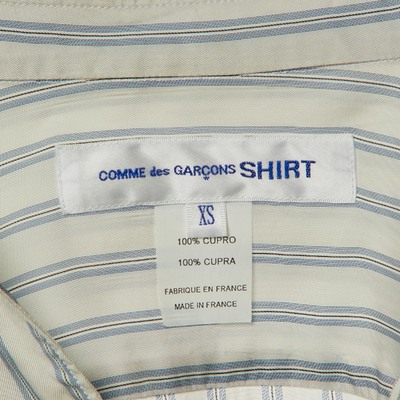 COMME des GARÇONS SHIRT
XS
100% CUPRO
100% CUPRA
FABRIQUE EN FRANCE
MADE IN FRANCE